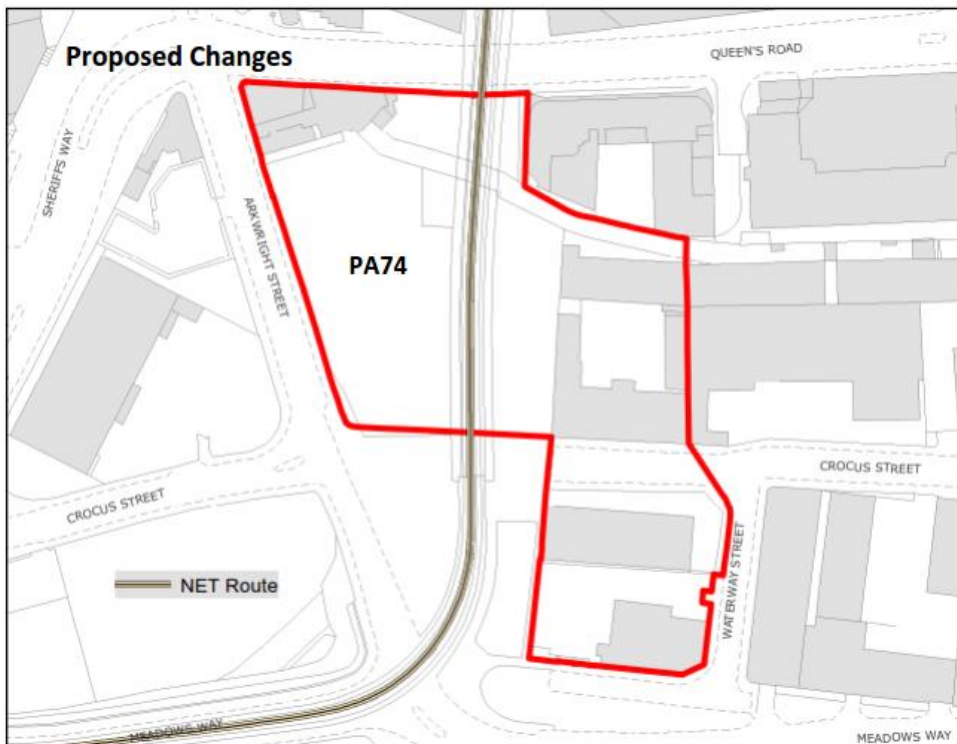 Proposed Changes
QUEEN'S ROAD
SHERIFFS WAY
ARKWRIGHT STREET
PA74
CROCUS STREET
CROCUS STREET
WATERWAY STREET
NET Route
MEADOWS WAY
MEADOWS WAY